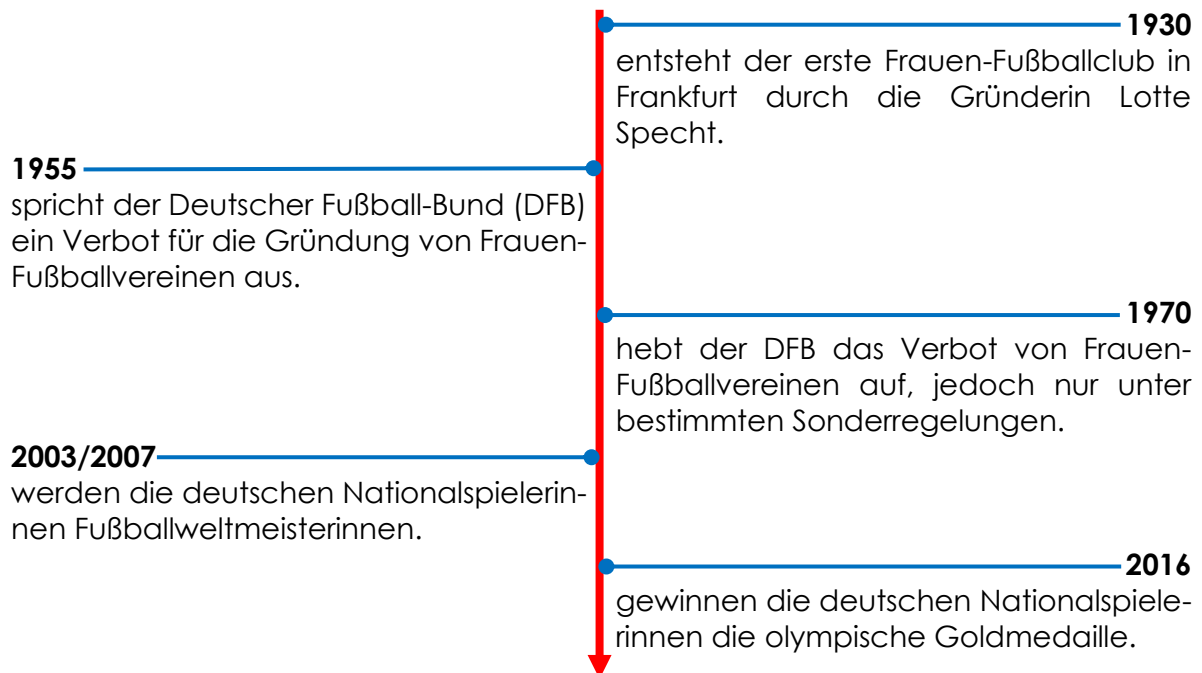 1930
entsteht der erste Frauen-Fußballclub in
Frankfurt durch die Gründerin Lotte
Specht.
1955
spricht der Deutscher Fußball-Bund (DFB)
ein Verbot für die Gründung von Frauen-
Fußballvereinen aus.
1970
hebt der DFB das Verbot von Frauen-
Fußballvereinen auf, jedoch nur unter
bestimmten Sonderregelungen.
2003/2007
werden die deutschen Nationalspielerin-
nen Fußballweltmeisterinnen.
2016
gewinnen die deutschen Nationalspiele-
rinnen die olympische Goldmedaille.